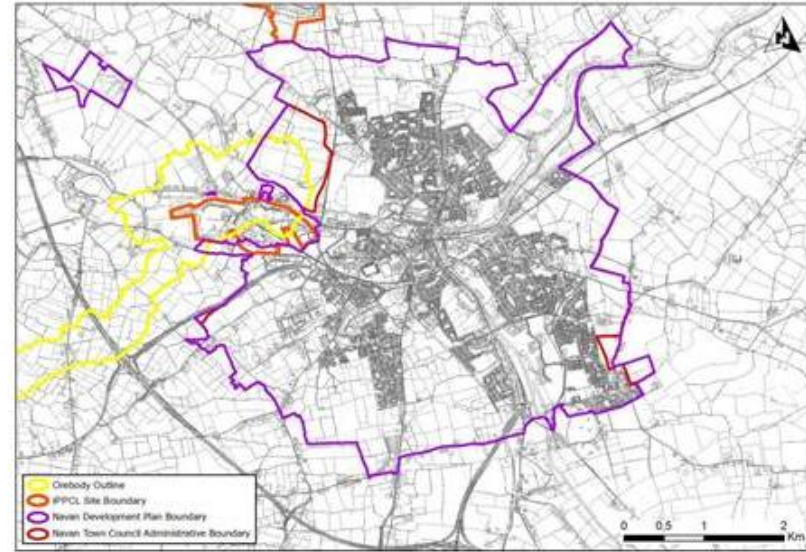 N
Orebody Outline
IPPCL Site Boundary
Navan Development Plan Boundary
Navan Town Council Administrative Boundary
0 0.5 1 2
Km